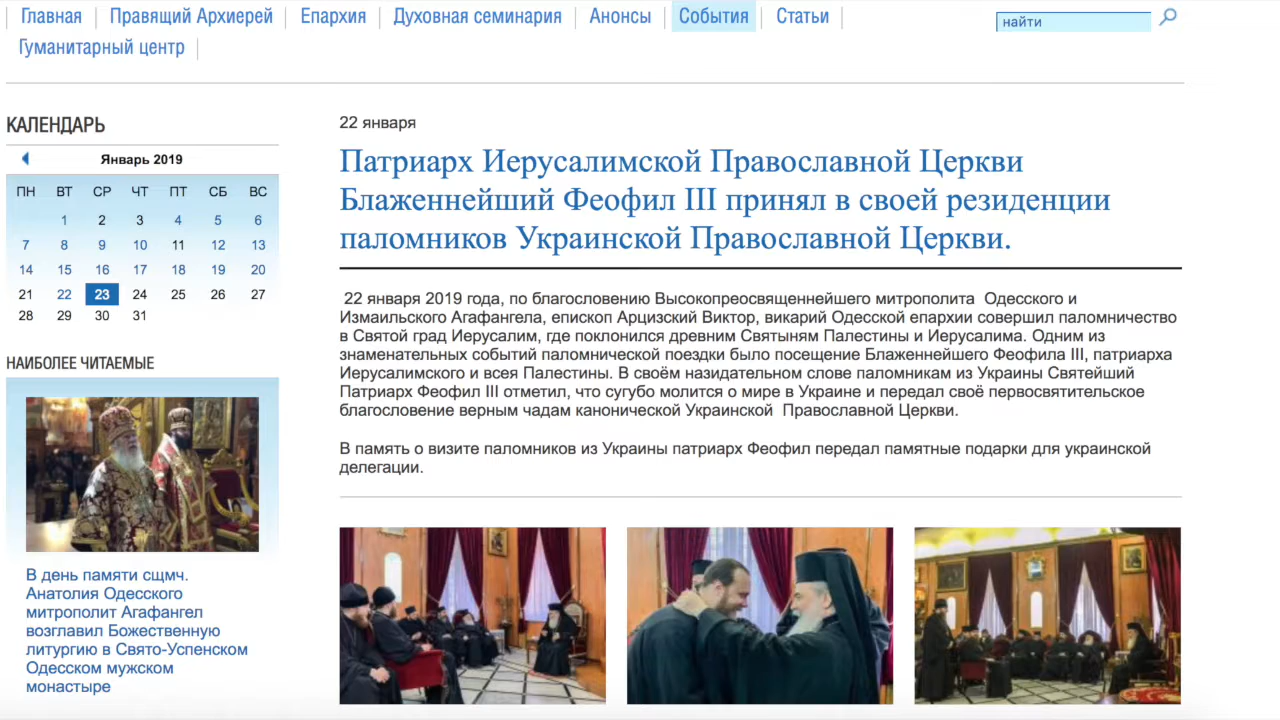 Главная
Правящий Архиерей
Епархия
Духовная семинария
Анонсы
События
Статьи
найти
Гуманитарный центр
КАЛЕНДАРЬ
Январь 2019
ПН ВТ СР ЧТ ПТ СБ ВС
1 2 3 4 5 6
7 8 9 10 11 12 13
14 15 16 17 18 19 20
21 22 23 24 25 26 27
28 29 30 31
НАИБОЛЕЕ ЧИТАЕМЫЕ
В день памяти сщмч.
Анатолия Одесского
митрополит Агафангел
возглавил Божественную
литургию в Свято-Успенском
Одесском мужском
монастыре
22 января
Патриарх Иерусалимской Православной Церкви
Блаженнейший Феофил III принял в своей резиденции
паломников Украинской Православной Церкви.
22 января 2019 года, по благословению Высокопреосвященнейшего митрополита Одесского и
Измаильского Агафангела, епископ Арцизский Виктор, викарий Одесской епархии совершил паломничество
в Святой град Иерусалим, где поклонился древним Святыням Палестины и Иерусалима. Одним из
знаменательных событий паломнической поездки было посещение Блаженнейшего Феофила III, патриарха
Иерусалимского и всея Палестины. В своём назидательном слове паломникам из Украины Святейший
Патриарх Феофил III отметил, что сугубо молится о мире в Украине и передал своё первосвятительское
благословение верным чадам канонической Украинской Православной Церкви.
В память о визите паломников из Украины патриарх Феофил передал памятные подарки для украинской
делегации.